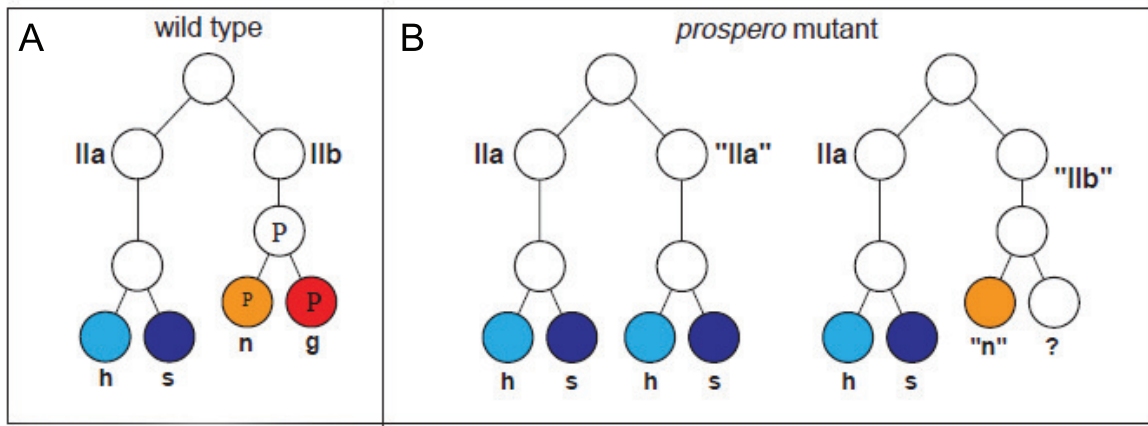 A
wild type
IIa
IIb
P
P
P
n
g
h
s
B
prospero mutant
IIa
"IIa"
h
s
h
s
IIa
"IIb"
"n"
?
h
s